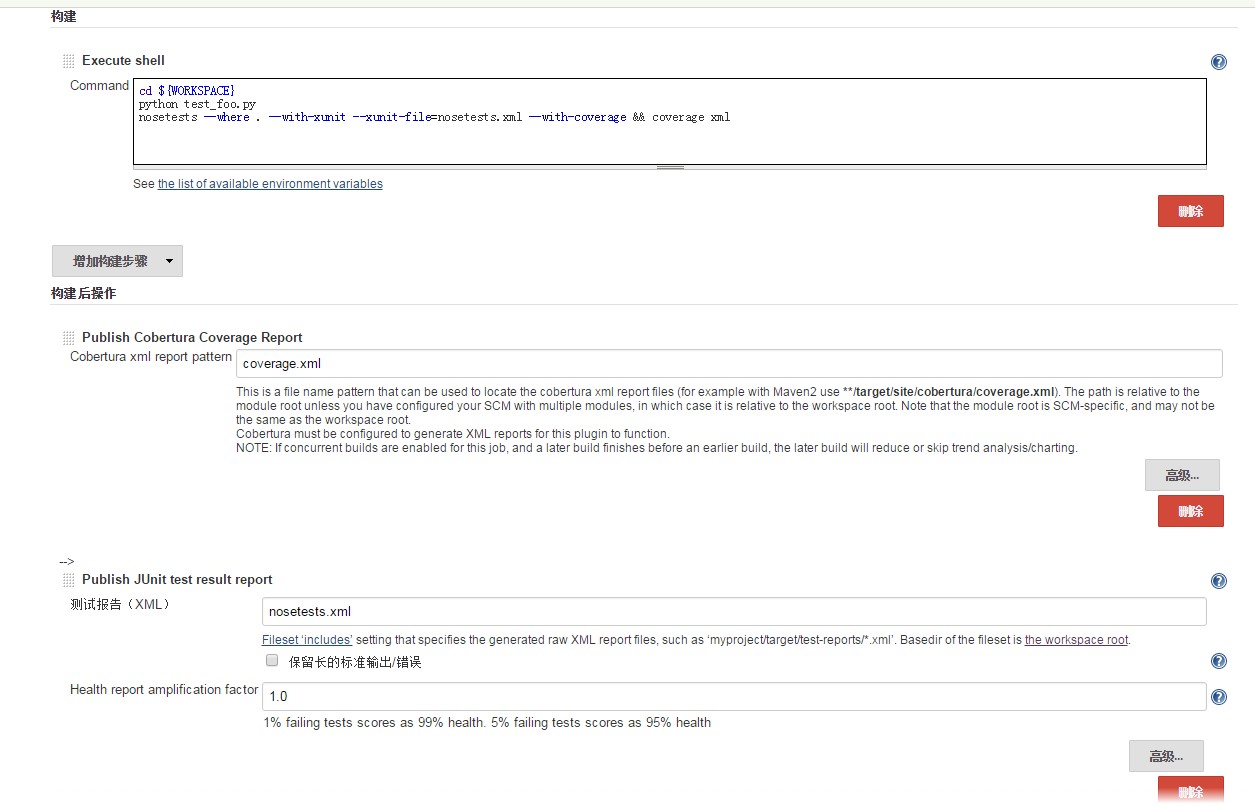 构建
Execute shell
Command
cd ${WORKSPACE}
python test_foo.py
nosetests --where . --with-xunit --xunit-file=nosetests.xml --with-coverage && coverage xml
See the list of available environment variables
删除
增加构建步骤
构建后操作
Publish Cobertura Coverage Report
Cobertura xml report pattern
coverage.xml
This is a file name pattern that can be used to locate the cobertura xml report files (for example with Maven2 use **/target/site/cobertura/coverage.xml). The path is relative to the
module root unless you have configured your SCM with multiple modules, in which case it is relative to the workspace root. Note that the module root is SCM-specific, and may not be
the same as the workspace root.
Cobertura must be configured to generate XML reports for this plugin to function.
NOTE: If concurrent builds are enabled for this job, and a later build finishes before an earlier build, the later build will reduce or skip trend analysis/charting.
高级...
删除
-->
Publish JUnit test result report
测试报告（XML）
nosetests.xml
Fileset ‘includes’ setting that specifies the generated raw XML report files, such as ‘myproject/target/test-reports/*.xml’. Basedir of the fileset is the workspace root.
保留长的标准输出/错误
Health report amplification factor
1.0
1% failing tests scores as 99% health. 5% failing tests scores as 95% health
高级...
删除